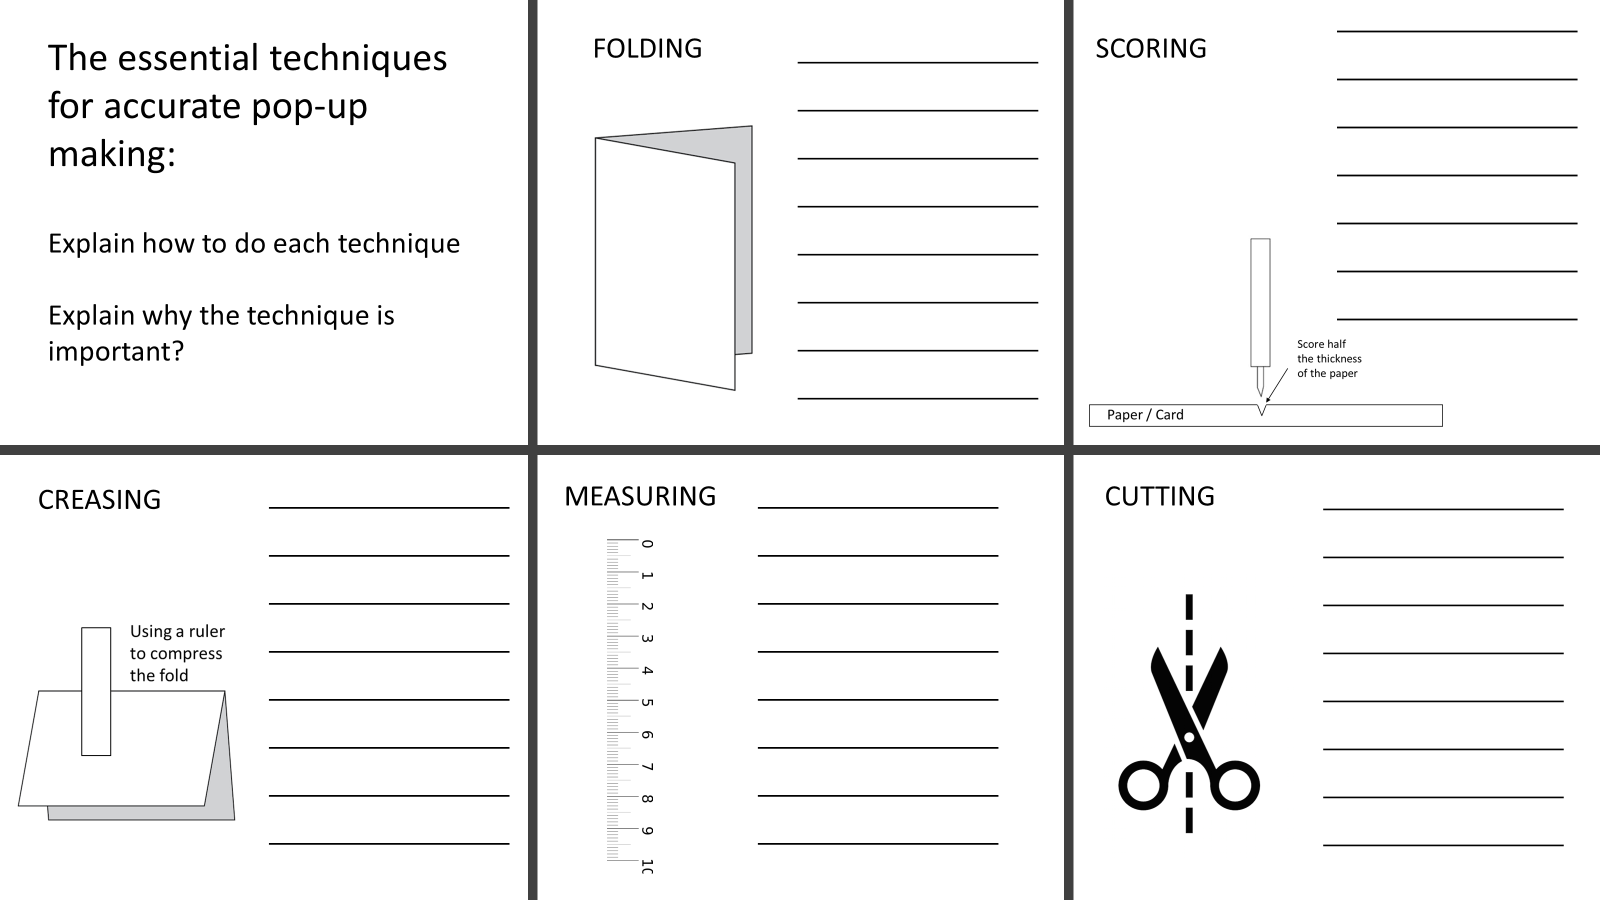 The essential techniques
for accurate pop-up
making:
Explain how to do each technique
Explain why the technique is
important?
FOLDING
SCORING
Score half
the thickness
of the paper
Paper / Card
CREASING
Using a ruler
to compress
the fold
MEASURING
0
1
2
3
4
5
6
7
8
9
10
CUTTING